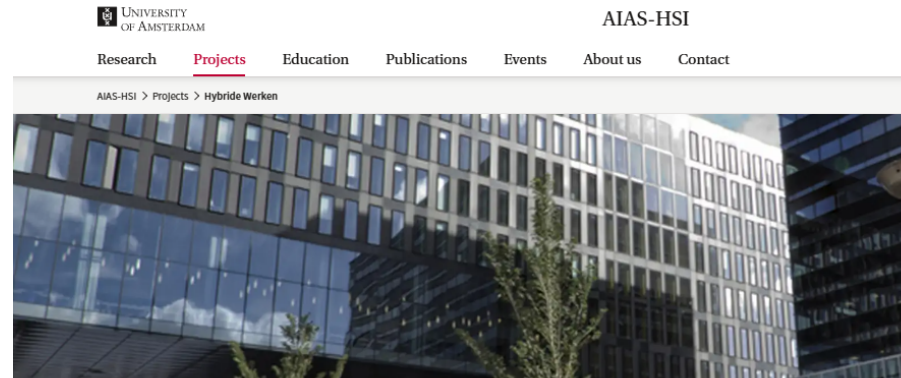 UNIVERSITY
OF AMSTERDAM
AIAS-HSI
Research Projects Education Publications Events About us Contact
AIAS-HSI > Projects > Hybride Werken